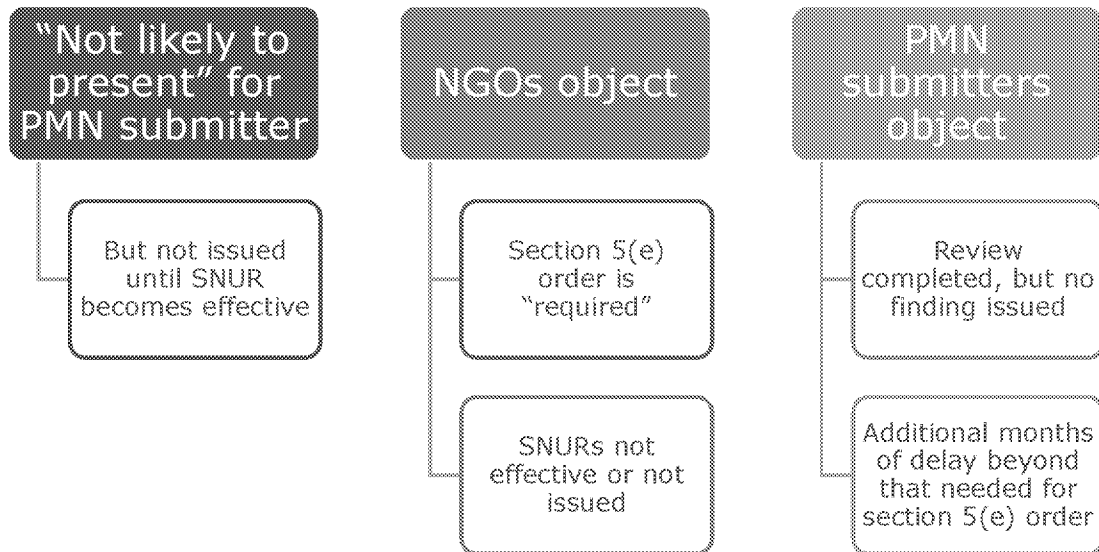 “Not likely to
present” for
PMN submitter
But not issued
until SNUR
becomes effective
NGOs object
Section 5(e)
order is
“required”
SNURs not
effective or not
issued
PMN
submitters
object
Review
completed, but no
finding issued
Additional months
of delay beyond
that needed for
section 5(e) order